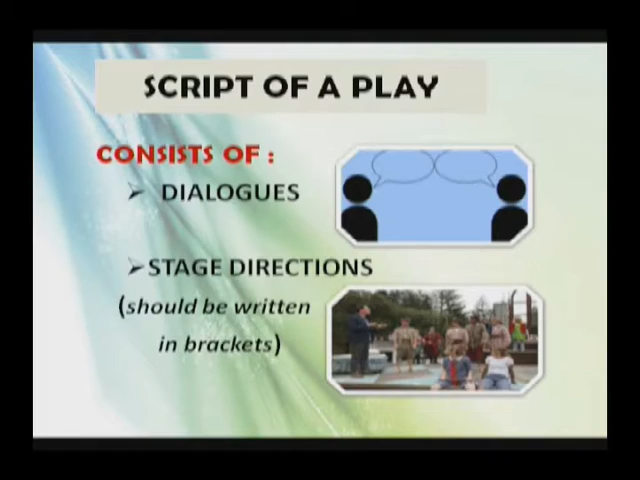 SCRIPT OF A PLAY
CONSISTS OF :
DIALOGUES
STAGE DIRECTIONS
(should be written
in brackets)